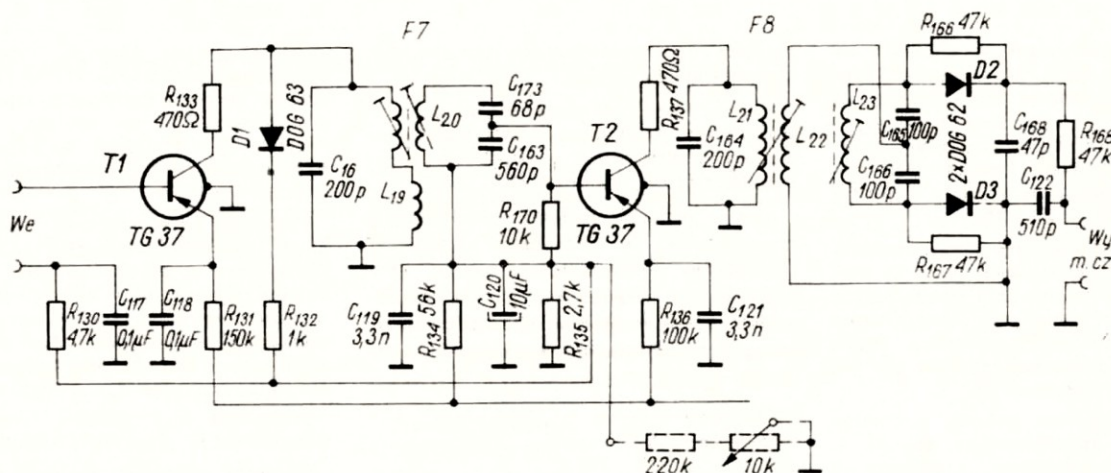 F7
F8
R133
470Ω
D1
DOG 63
T1
TG 37
We
C16
200p
L19
L20
C173
68p
C163
560p
R170
10k
T2
TG 37
R137 470Ω
C164
200p
L21
L22
L23
R166 47k
D2
C165 100p
C166
100p
2xDOG 62
D3
R167 47k
C168
47p
R168
47k
C122
510p
Wy
m.cz.
R130
4,7k
C117
0,1μF
C118
0,1μF
R131
150k
R132
1k
C119
3,3n
R134 56k
C120
10μF
R135 2,7k
R136
100k
C121
3,3n
220k
10k